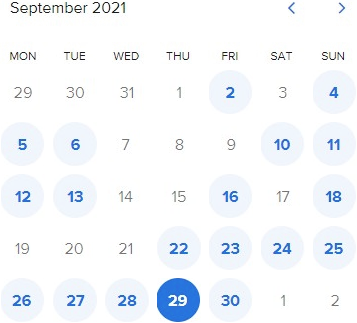 September 2021
MON TUE WED THU FRI SAT SUN
29 30 31 1 2 3 4
5 6 7 8 9 10 11
12 13 14 15 16 17 18
19 20 21 22 23 24 25
26 27 28 29 30 1 2